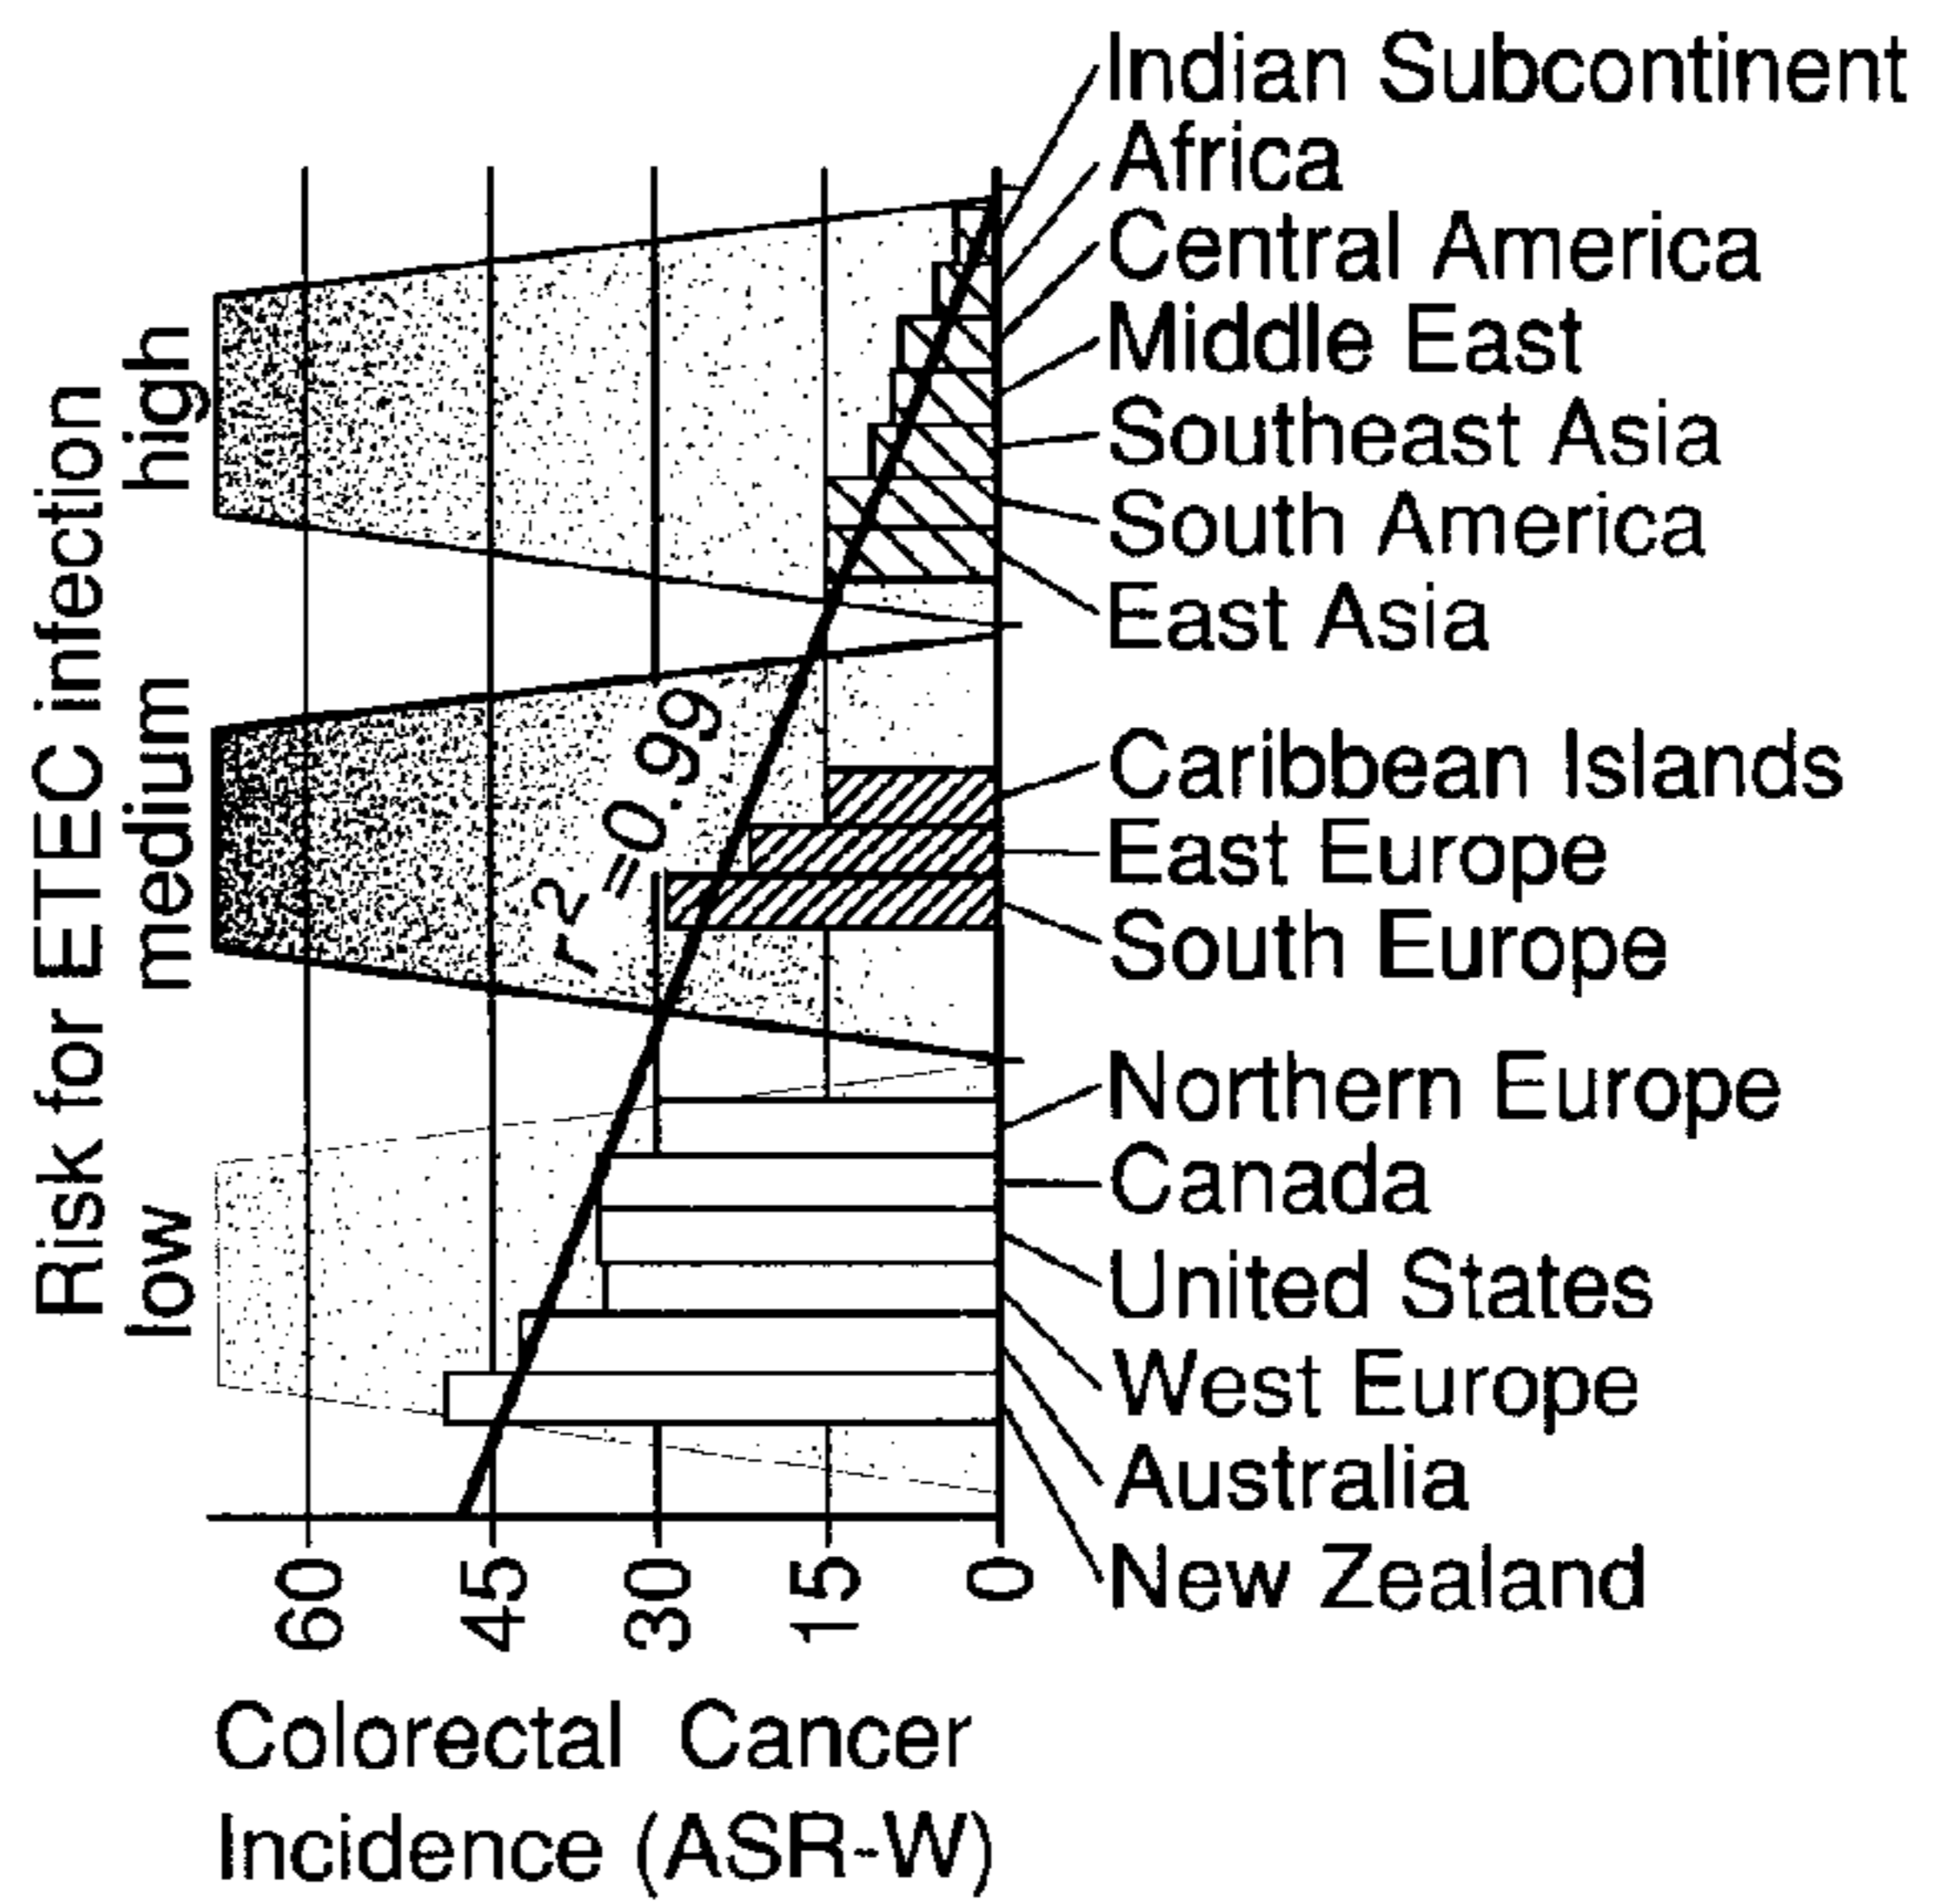 Indian Subcontinent
Africa
Central America
Middle East
Southeast Asia
South America
East Asia
Caribbean Islands
East Europe
South Europe
Northern Europe
Canada
United States
West Europe
Australia
New Zealand
Risk for ETEC infection
high
medium
low
r²=0.99
60 45 30 15 0
Colorectal Cancer
Incidence (ASR-W)